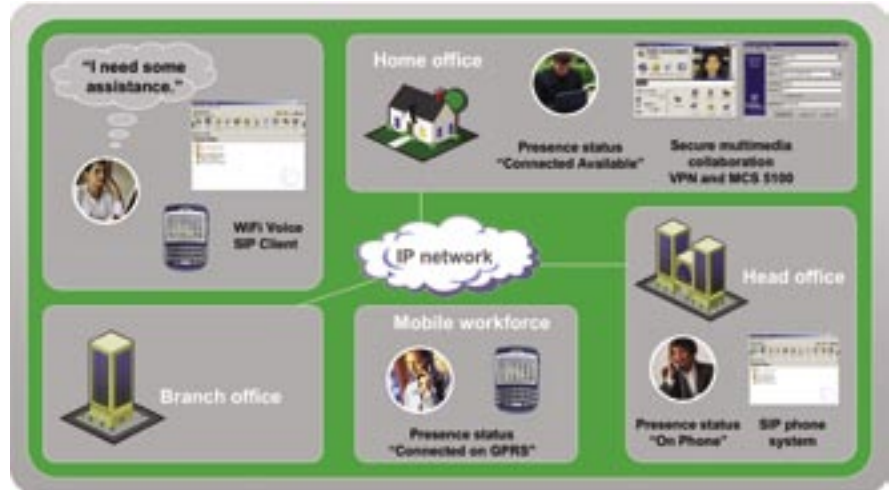 "I need some
assistance."
WiFi Voice
SIP Client
Home office
Presence status
"Connected Available"
Secure multimedia
collaboration
VPN and MCS 5100
IP network
Branch office
Mobile workforce
Presence status
"Connected on GPRS"
Head office
Presence status
"On Phone"
SIP phone
system